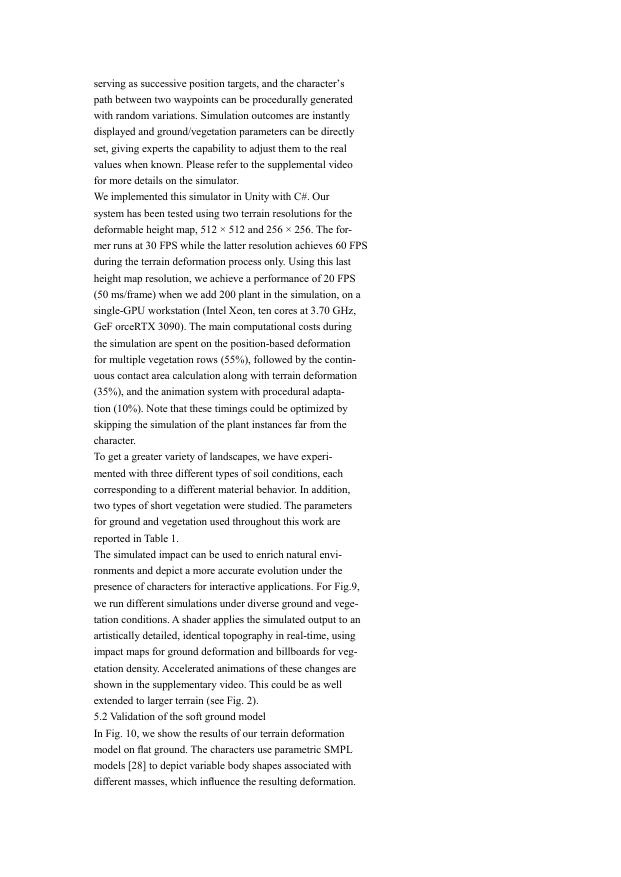 serving as successive position targets, and the character’s
path between two waypoints can be procedurally generated
with random variations. Simulation outcomes are instantly
displayed and ground/vegetation parameters can be directly
set, giving experts the capability to adjust them to the real
values when known. Please refer to the supplemental video
for more details on the simulator.
We implemented this simulator in Unity with C#. Our
system has been tested using two terrain resolutions for the
deformable height map, 512 × 512 and 256 × 256. The for-
mer runs at 30 FPS while the latter resolution achieves 60 FPS
during the terrain deformation process only. Using this last
height map resolution, we achieve a performance of 20 FPS
(50 ms/frame) when we add 200 plant in the simulation, on a
single-GPU workstation (Intel Xeon, ten cores at 3.70 GHz,
GeF orceRTX 3090). The main computational costs during
the simulation are spent on the position-based deformation
for multiple vegetation rows (55%), followed by the contin-
uous contact area calculation along with terrain deformation
(35%), and the animation system with procedural adapta-
tion (10%). Note that these timings could be optimized by
skipping the simulation of the plant instances far from the
character.
To get a greater variety of landscapes, we have experi-
mented with three different types of soil conditions, each
corresponding to a different material behavior. In addition,
two types of short vegetation were studied. The parameters
for ground and vegetation used throughout this work are
reported in Table 1.
The simulated impact can be used to enrich natural envi-
ronments and depict a more accurate evolution under the
presence of characters for interactive applications. For Fig.9,
we run different simulations under diverse ground and vege-
tation conditions. A shader applies the simulated output to an
artistically detailed, identical topography in real-time, using
impact maps for ground deformation and billboards for veg-
etation density. Accelerated animations of these changes are
shown in the supplementary video. This could be as well
extended to larger terrain (see Fig. 2).
5.2 Validation of the soft ground model
In Fig. 10, we show the results of our terrain deformation
model on flat ground. The characters use parametric SMPL
models [28] to depict variable body shapes associated with
different masses, which influence the resulting deformation.